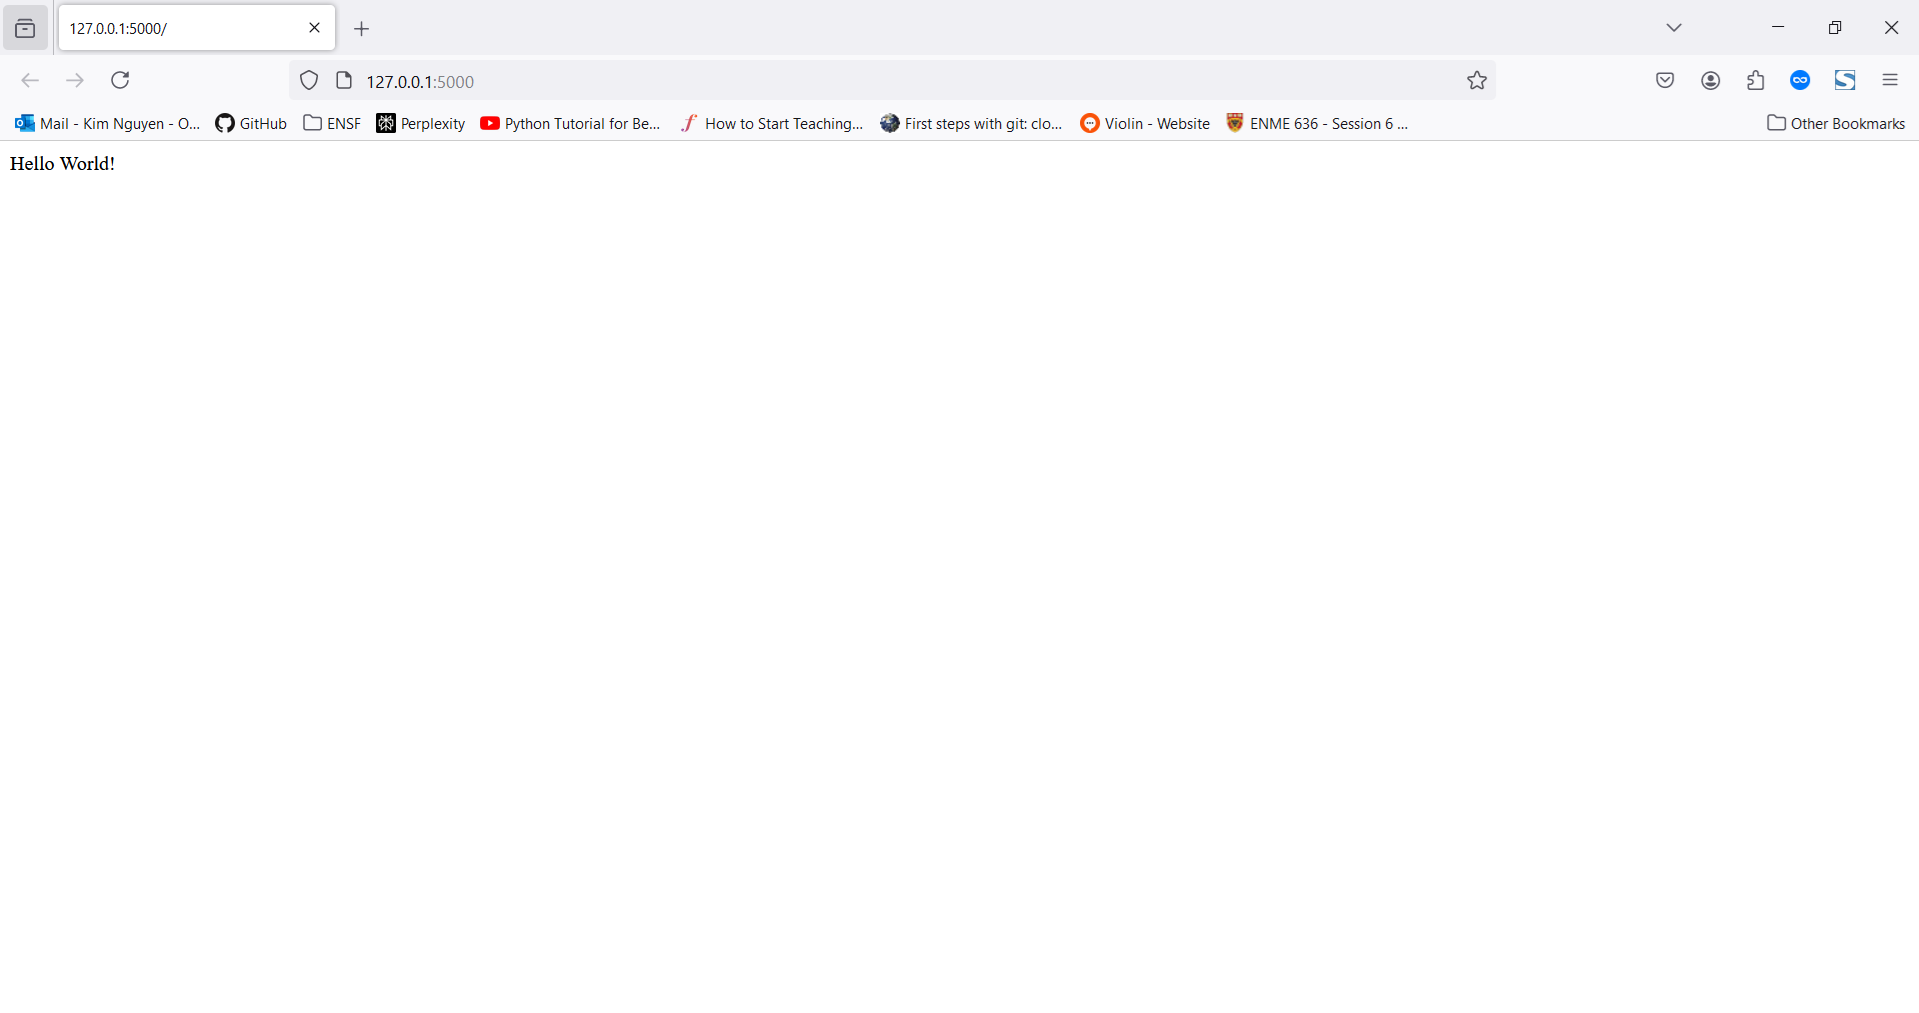 127.0.0.1:5000/
127.0.0.1:5000
Mail - Kim Nguyen - O... GitHub ENSF Perplexity Python Tutorial for Be... How to Start Teaching... First steps with git: clo... Violin - Website ENME 636 - Session 6 ... Other Bookmarks
Hello World!